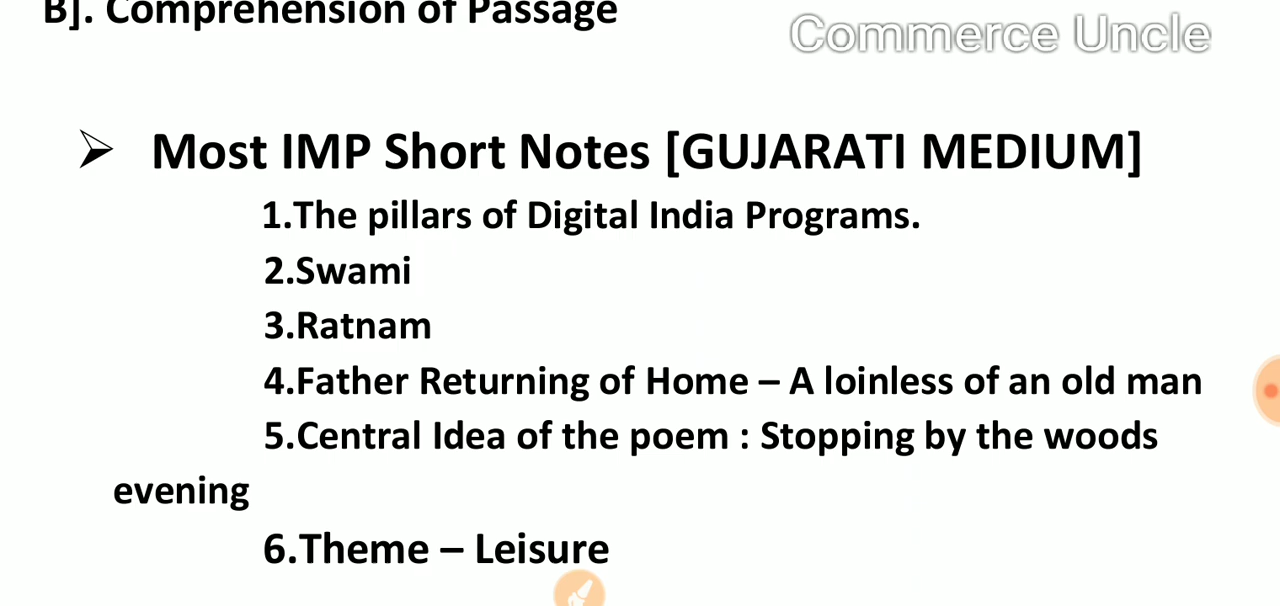 B]. Comprehension of Passage
Commerce Uncle
➢ Most IMP Short Notes [GUJARATI MEDIUM]
1.The pillars of Digital India Programs.
2.Swami
3.Ratnam
4.Father Returning of Home – A loinless of an old man
5.Central Idea of the poem : Stopping by the woods
evening
6.Theme – Leisure